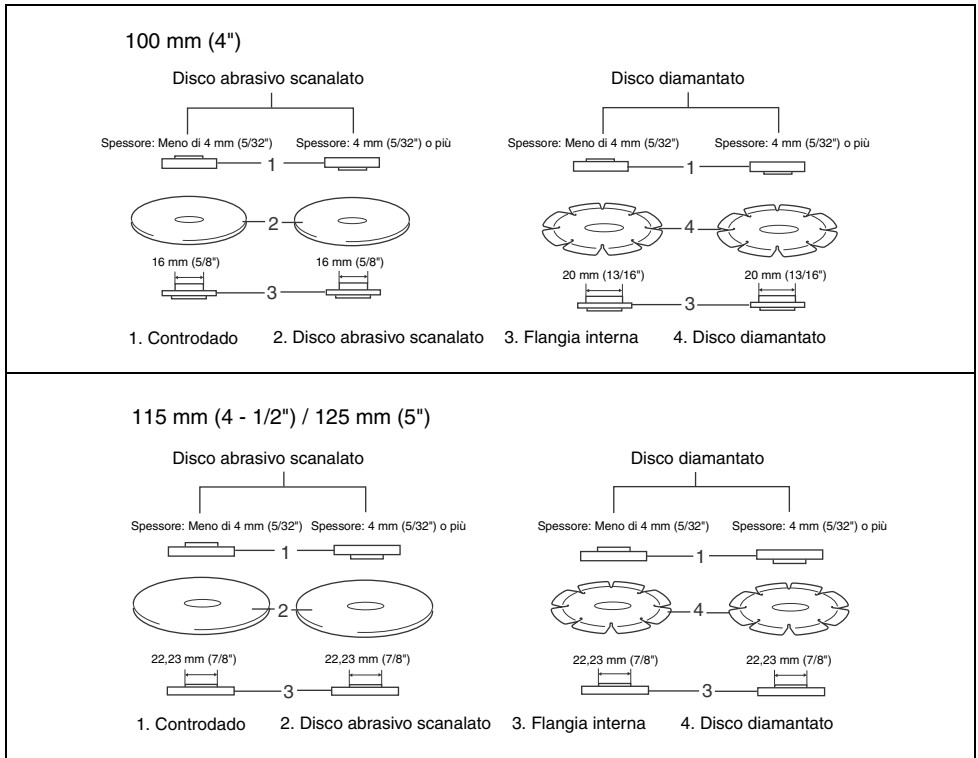 100 mm (4")
Disco abrasivo scanalato
Spessore: Meno di 4 mm (5/32") Spessore: 4 mm (5/32") o più
1
2
16 mm (5/8") 16 mm (5/8")
3
Disco diamantato
Spessore: Meno di 4 mm (5/32") Spessore: 4 mm (5/32") o più
1
4
20 mm (13/16") 20 mm (13/16")
3
1. Controdado 2. Disco abrasivo scanalato 3. Flangia interna 4. Disco diamantato
115 mm (4 - 1/2") / 125 mm (5")
Disco abrasivo scanalato
Spessore: Meno di 4 mm (5/32") Spessore: 4 mm (5/32") o più
1
2
22,23 mm (7/8") 22,23 mm (7/8")
3
Disco diamantato
Spessore: Meno di 4 mm (5/32") Spessore: 4 mm (5/32") o più
1
4
22,23 mm (7/8") 22,23 mm (7/8")
3
1. Controdado 2. Disco abrasivo scanalato 3. Flangia interna 4. Disco diamantato